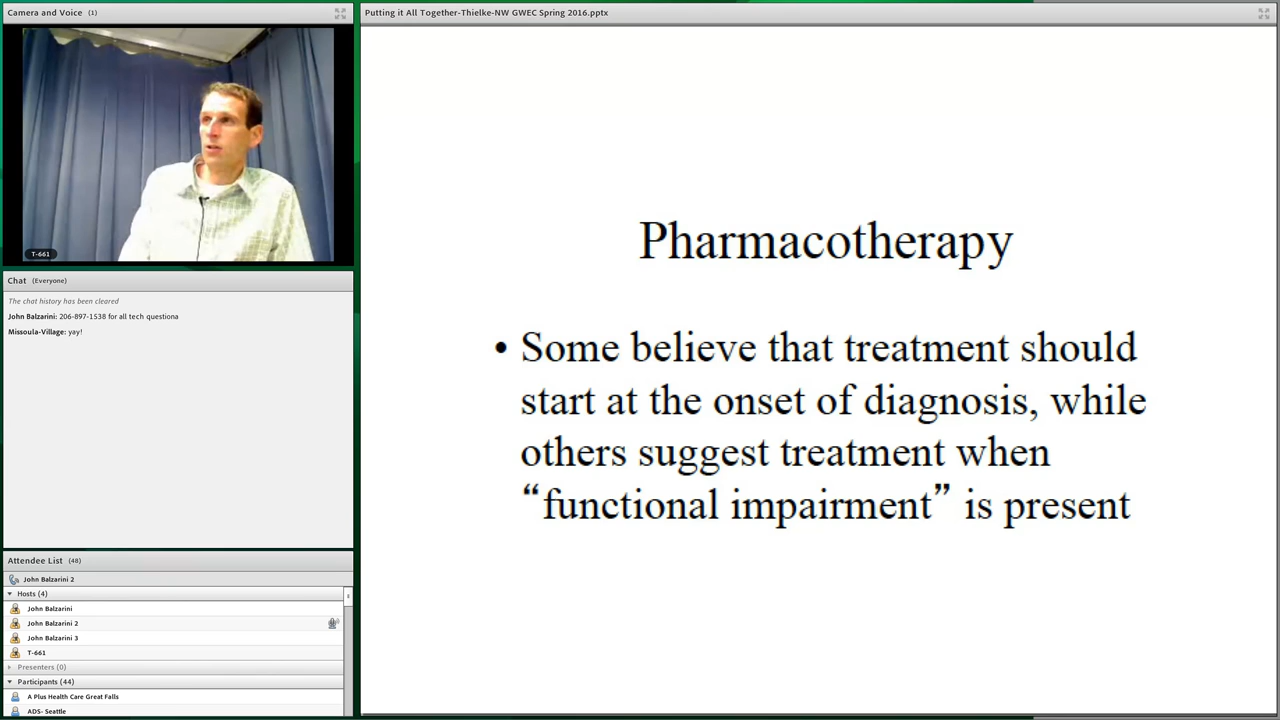 Camera and Voice (1)
T-661
Chat (Everyone)
The chat history has been cleared
John Balzarini: 206-897-1538 for all tech questiona
Missoula-Village: yay!
Attendee List (48)
John Balzarini 2
Hosts (4)
John Balzarini
John Balzarini 2
John Balzarini 3
T-661
Presenters (0)
Participants (44)
A Plus Health Care Great Falls
ADS- Seattle
Putting it All Together-Thielke-NW GWEC Spring 2016.pptx
Pharmacotherapy
• Some believe that treatment should
start at the onset of diagnosis, while
others suggest treatment when
“functional impairment” is present